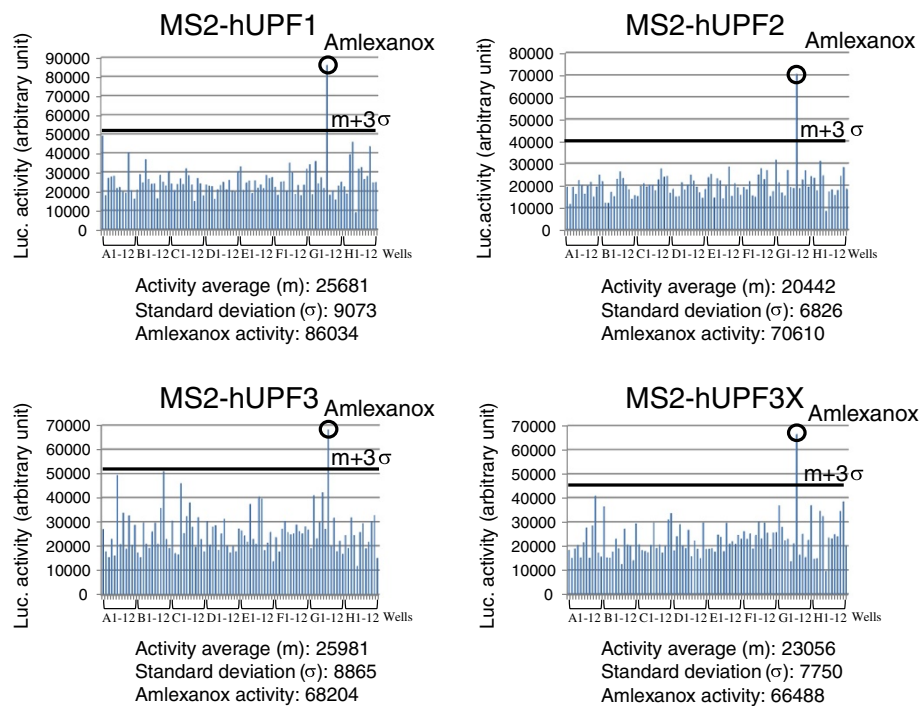 MS2-hUPF1
Amlexanox
Luc. activity (arbitrary unit)
90000
80000
70000
60000
50000
40000
30000
20000
10000
0
m+3σ
A1-12 B1-12 C1-12 D1-12 E1-12 F1-12 G1-12 H1-12 Wells
Activity average (m): 25681
Standard deviation (σ): 9073
Amlexanox activity: 86034
MS2-hUPF2
Amlexanox
Luc.activity (arbitrary unit)
80000
70000
60000
50000
40000
30000
20000
10000
0
m+3 σ
A1-12 B1-12 C1-12 D1-12 E1-12 F1-12 G1-12 H1-12 Wells
Activity average (m): 20442
Standard deviation (σ): 6826
Amlexanox activity: 70610
MS2-hUPF3
Amlexanox
Luc. activity (arbitrary unit)
70000
60000
50000
40000
30000
20000
10000
0
m+3σ
A1-12 B1-12 C1-12 D1-12 E1-12 F1-12 G1-12 H1-12 Wells
Activity average (m): 25981
Standard deviation (σ): 8865
Amlexanox activity: 68204
MS2-hUPF3X
Amlexanox
Luc. activity (arbitrary unit)
70000
60000
50000
40000
30000
20000
10000
0
m+3σ
A1-12 B1-12 C1-12 D1-12 E1-12 F1-12 G1-12 H1-12 Wells
Activity average (m): 23056
Standard deviation (σ): 7750
Amlexanox activity: 66488